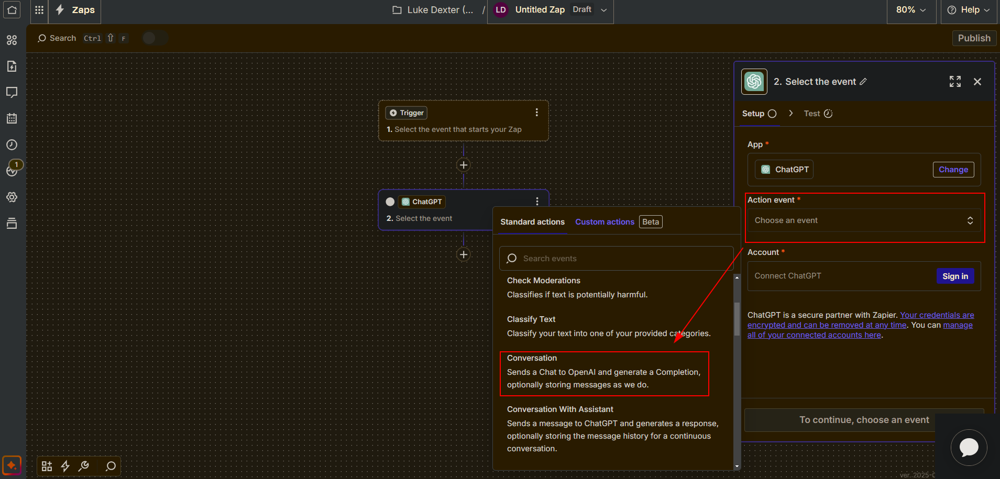 Zaps
Luke Dexter (... / LD Untitled Zap Draft
80%
Help
Search Ctrl ⇧ F
Publish
Trigger
1. Select the event that starts your Zap
ChatGPT
2. Select the event
1
Standard actions Custom actions Beta
Search events
Check Moderations
Classifies if text is potentially harmful.
Classify Text
Classify your text into one of your provided categories.
Conversation
Sends a Chat to OpenAI and generate a Completion,
optionally storing messages as we do.
Conversation With Assistant
Sends a message to ChatGPT and generates a response,
optionally storing the message history for a continuous
conversation.
2. Select the event
Setup Test
App *
ChatGPT Change
Action event *
Choose an event
Account *
Connect ChatGPT Sign in
ChatGPT is a secure partner with Zapier. Your credentials are
encrypted and can be removed at any time. You can manage
all of your connected accounts here.
To continue, choose an event
ver. 2025-0